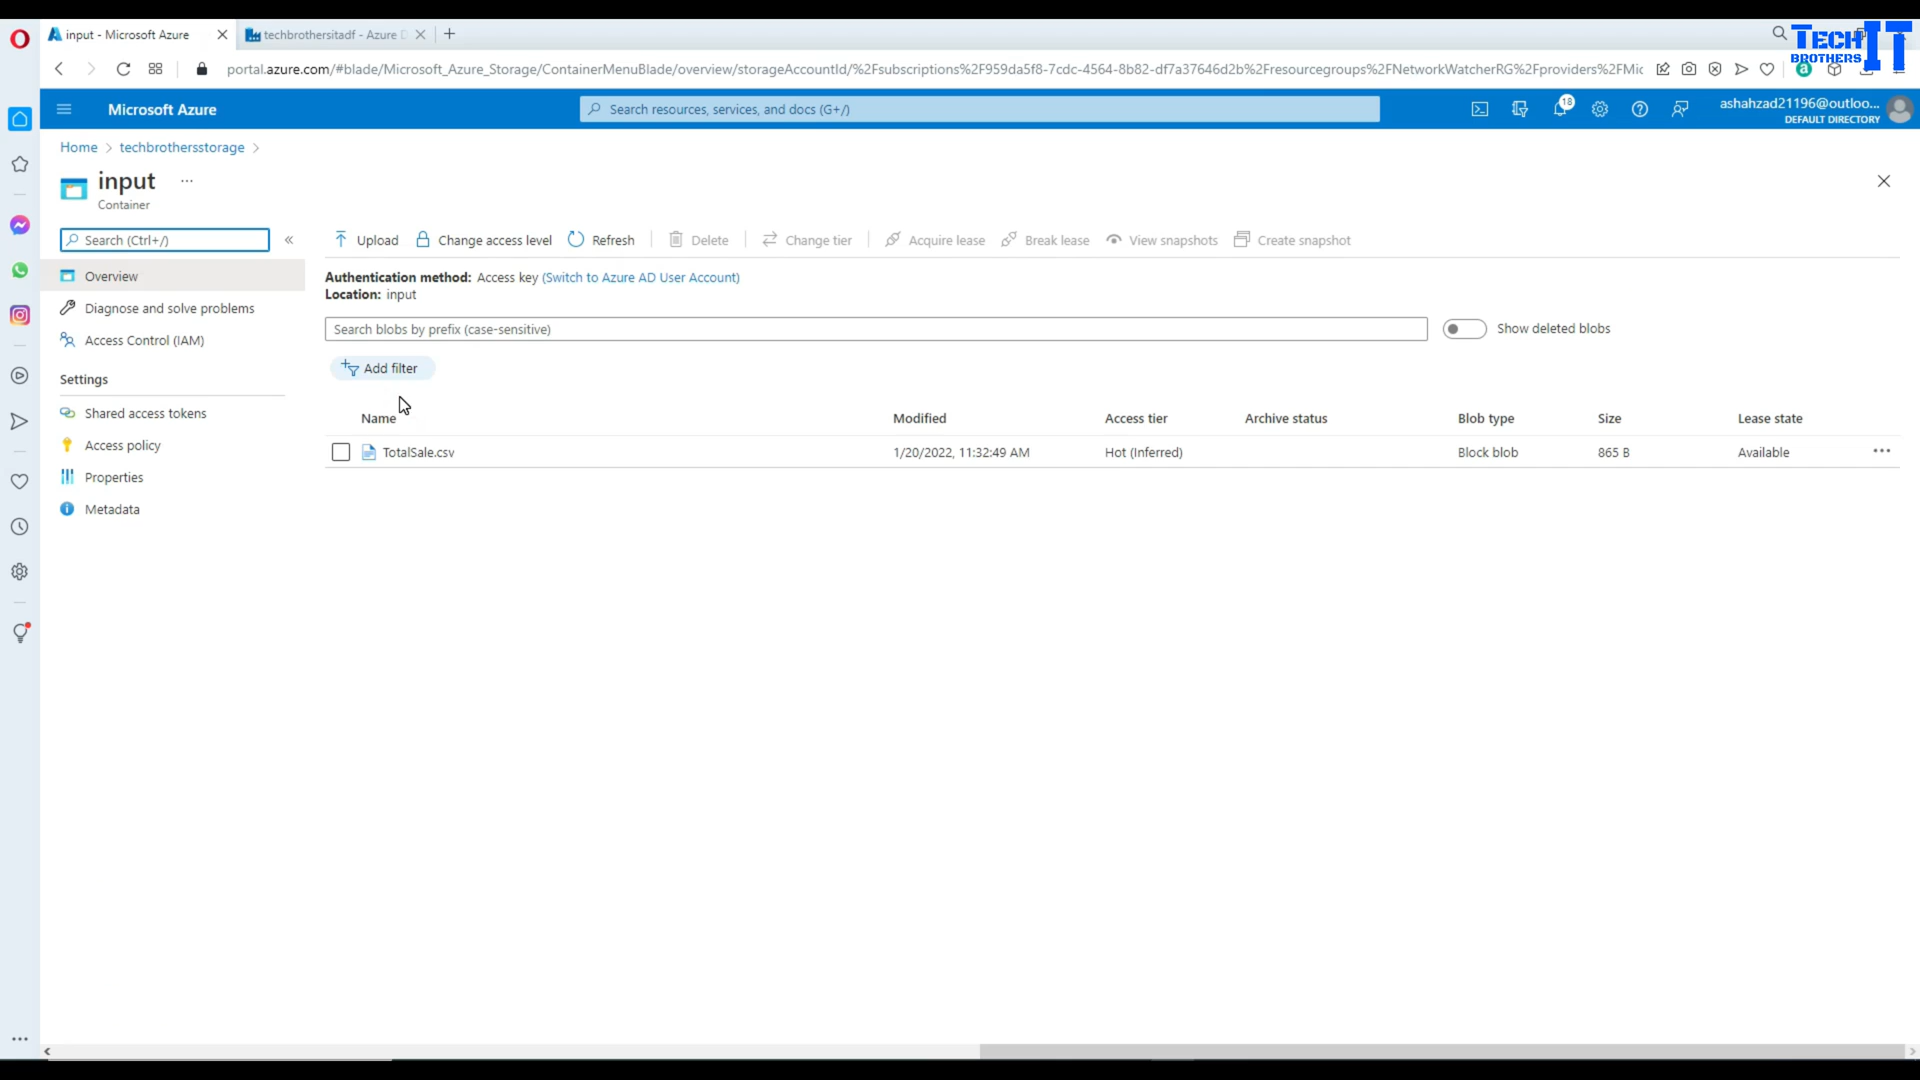 input - Microsoft Azure
techbrothersitadf - Azure D
TECH IT
BROTHERS
portal.azure.com/#blade/Microsoft_Azure_Storage/ContainerMenuBlade/overview/storageAccountId/%2Fsubscriptions%2F959da5f8-7cdc-4564-8b82-df7a37646d2b%2Fresourcegroups%2FNetworkWatcherRG%2Fproviders%2FMic
Microsoft Azure
Search resources, services, and docs (G+/)
18
ashahzad21196@outloo...
DEFAULT DIRECTORY
Home > techbrothersstorage >
input ...
Container
Search (Ctrl+/)
«
Upload Change access level Refresh Delete Change tier Acquire lease Break lease View snapshots Create snapshot
Overview
Diagnose and solve problems
Access Control (IAM)
Settings
Shared access tokens
Access policy
Properties
Metadata
Authentication method: Access key (Switch to Azure AD User Account)
Location: input
Search blobs by prefix (case-sensitive)
Show deleted blobs
Add filter
Name Modified Access tier Archive status Blob type Size Lease state
TotalSale.csv 1/20/2022, 11:32:49 AM Hot (Inferred) Block blob 865 B Available ...